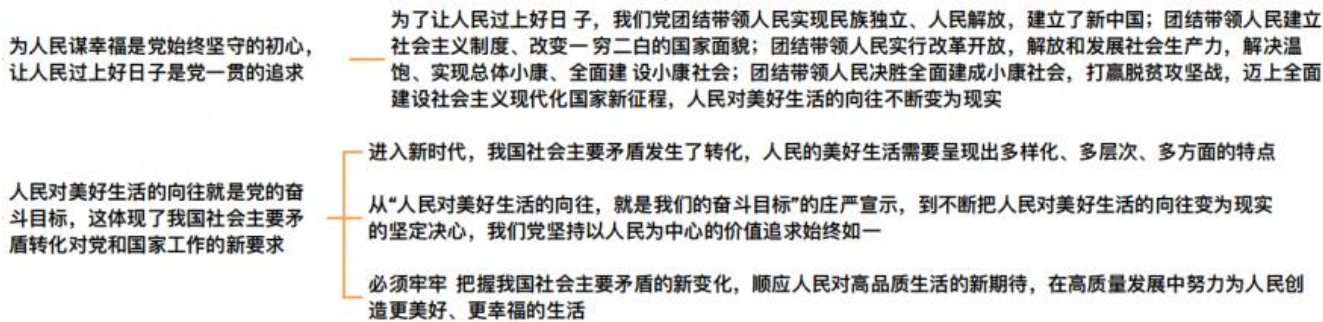 为人民谋幸福是党始终坚守的初心，
让人民过上好日子是党一贯的追求
为了让人民过上好日 子，我们党团结带领人民实现民族独立、人民解放，建立了新中国；团结带领人民建立
社会主义制度、改变一 穷二白的国家面貌；团结带领人民实行改革开放，解放和发展社会生产力，解决温
饱、实现总体小康、全面建 设小康社会；团结带领人民决胜全面建成小康社会，打赢脱贫攻坚战，迈上全面
建设社会主义现代化国家新征程，人民对美好生活的向往不断变为现实
人民对美好生活的向往就是党的奋
斗目标，这体现了我国社会主要矛
盾转化对党和国家工作的新要求
进入新时代，我国社会主要矛盾发生了转化，人民的美好生活需要呈现出多样化、多层次、多方面的特点
从“人民对美好生活的向往，就是我们的奋斗目标”的庄严宣示，到不断把人民对美好生活的向往变为现实
的坚定决心，我们党坚持以人民为中心的价值追求始终如一
必须牢牢 把握我国社会主要矛盾的新变化，顺应人民对高品质生活的新期待，在高质量发展中努力为人民创
造更美好、更幸福的生活